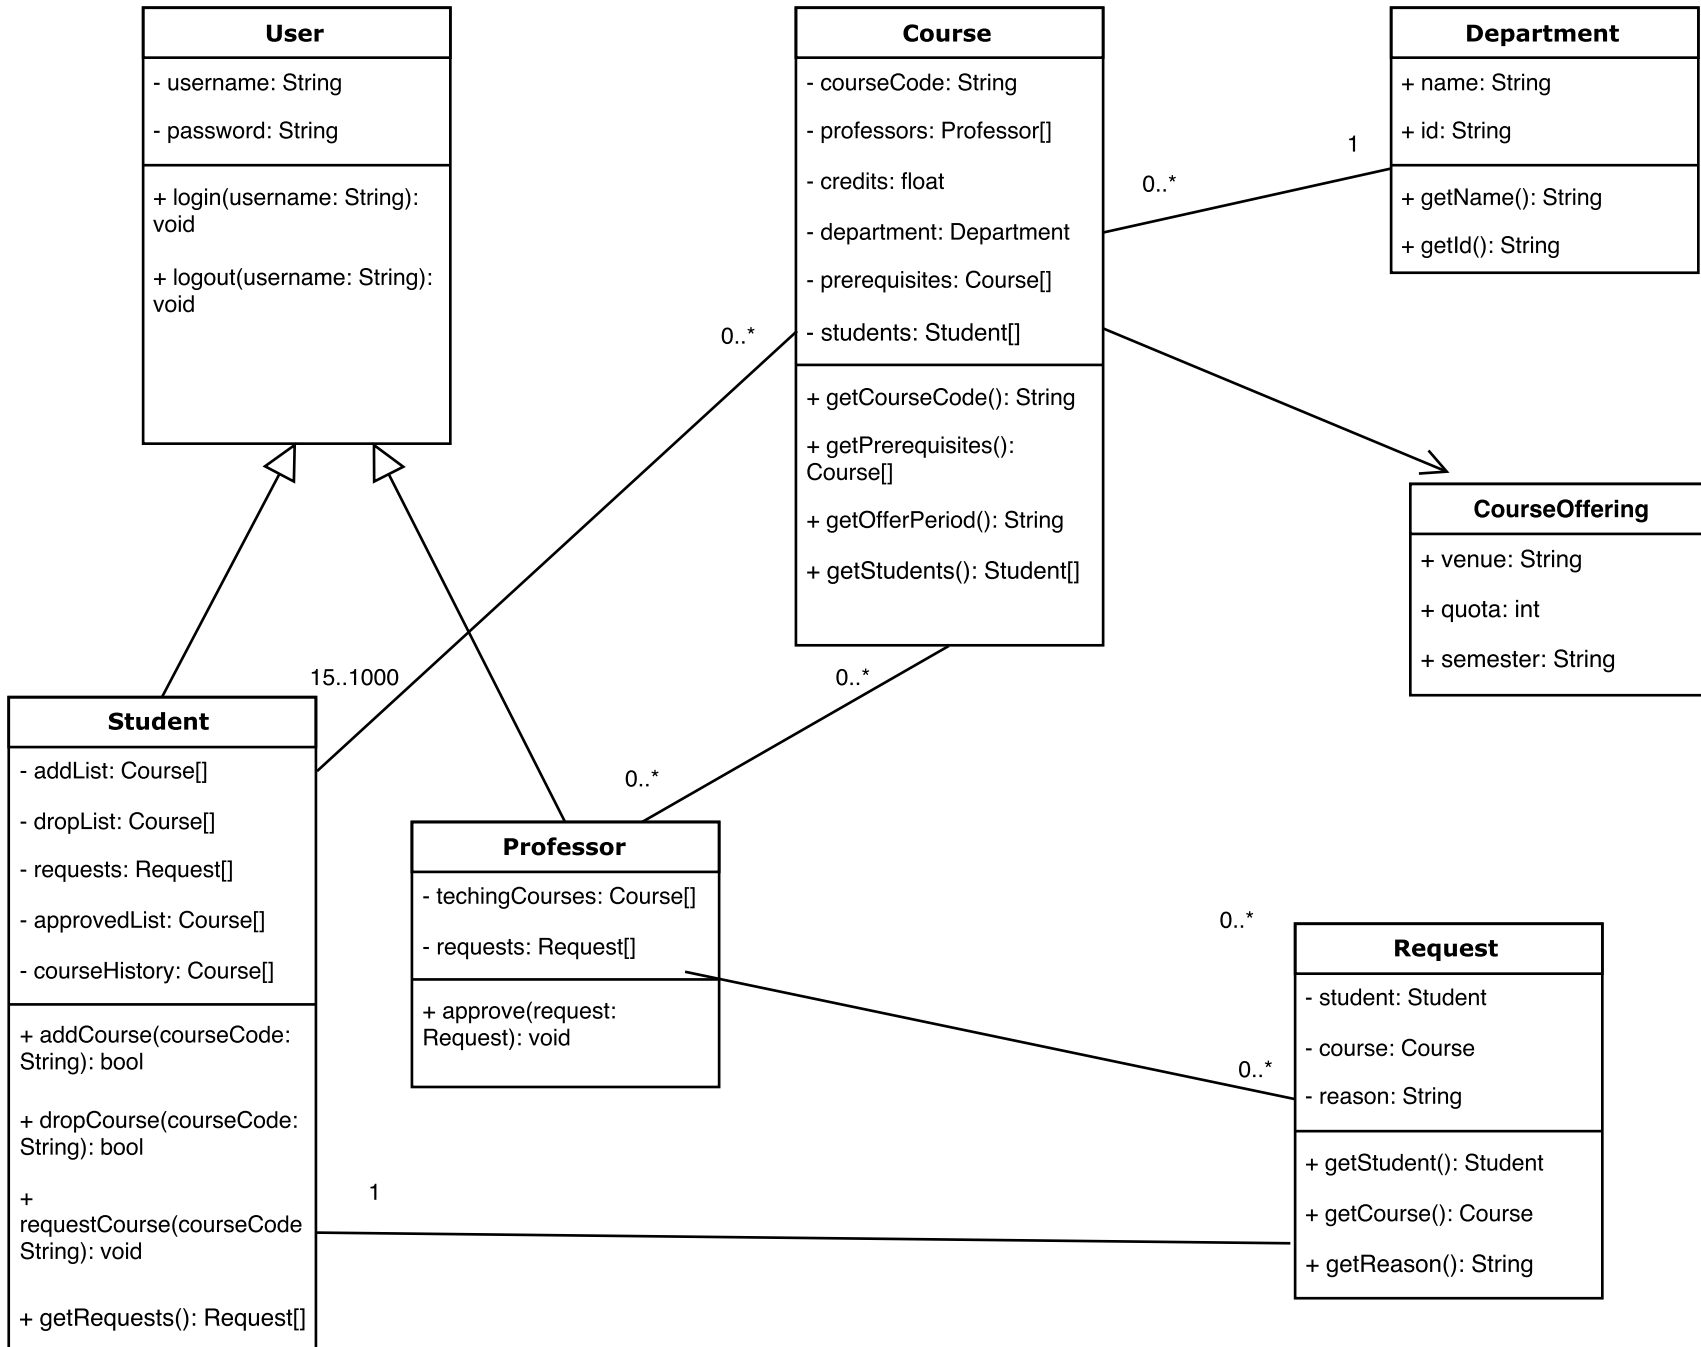 User
- username: String
- password: String
+ login(username: String):
void
+ logout(username: String):
void
Course
- courseCode: String
- professors: Professor[]
- credits: float
- department: Department
- prerequisites: Course[]
- students: Student[]
+ getCourseCode(): String
+ getPrerequisites():
Course[]
+ getOfferPeriod(): String
+ getStudents(): Student[]
Department
+ name: String
+ id: String
+ getName(): String
+ getId(): String
1
0..*
0..*
CourseOffering
+ venue: String
+ quota: int
+ semester: String
15..1000
0..*
0..*
Student
- addList: Course[]
- dropList: Course[]
- requests: Request[]
- approvedList: Course[]
- courseHistory: Course[]
+ addCourse(courseCode:
String): bool
+ dropCourse(courseCode:
String): bool
+
requestCourse(courseCode
String): void
+ getRequests(): Request[]
Professor
- techingCourses: Course[]
- requests: Request[]
+ approve(request:
Request): void
0..*
0..*
1
Request
- student: Student
- course: Course
- reason: String
+ getStudent(): Student
+ getCourse(): Course
+ getReason(): String